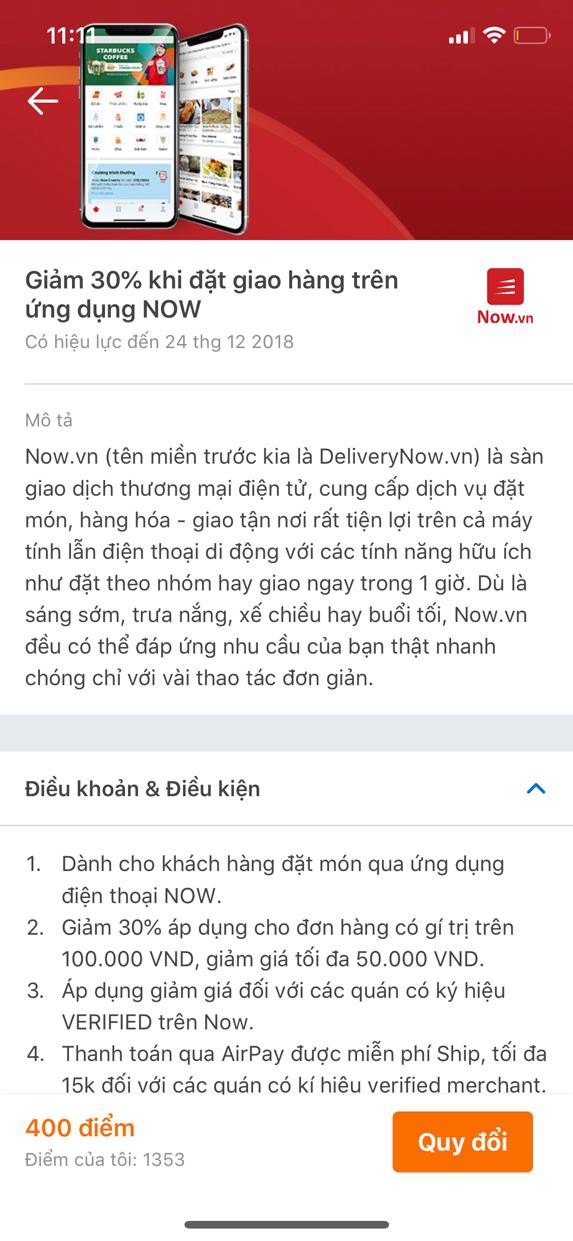 11:11
STARBUCKS
COFFEE
Giảm 30% khi đặt giao hàng trên
ứng dụng NOW
Now.vn
Có hiệu lực đến 24 thg 12 2018
Mô tả
Now.vn (tên miền trước kia là DeliveryNow.vn) là sàn
giao dịch thương mại điện tử, cung cấp dịch vụ đặt
món, hàng hóa - giao tận nơi rất tiện lợi trên cả máy
tính lẫn điện thoại di động với các tính năng hữu ích
như đặt theo nhóm hay giao ngay trong 1 giờ. Dù là
sáng sớm, trưa nắng, xế chiều hay buổi tối, Now.vn
đều có thể đáp ứng nhu cầu của bạn thật nhanh
chóng chỉ với vài thao tác đơn giản.
Điều khoản & Điều kiện
1. Dành cho khách hàng đặt món qua ứng dụng
điện thoại NOW.
2. Giảm 30% áp dụng cho đơn hàng có gí trị trên
100.000 VND, giảm giá tối đa 50.000 VND.
3. Áp dụng giảm giá đối với các quán có ký hiệu
VERIFIED trên Now.
4. Thanh toán qua AirPay được miễn phí Ship, tối đa
15k đối với các quán có kí hiệu verified merchant.
400 điểm
Điểm của tôi: 1353
Quy đổi